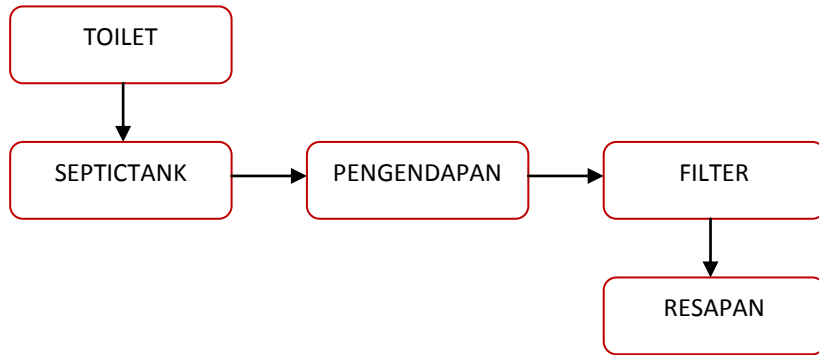 TOILET
SEPTICTANK
PENGENDAPAN
FILTER
RESAPAN